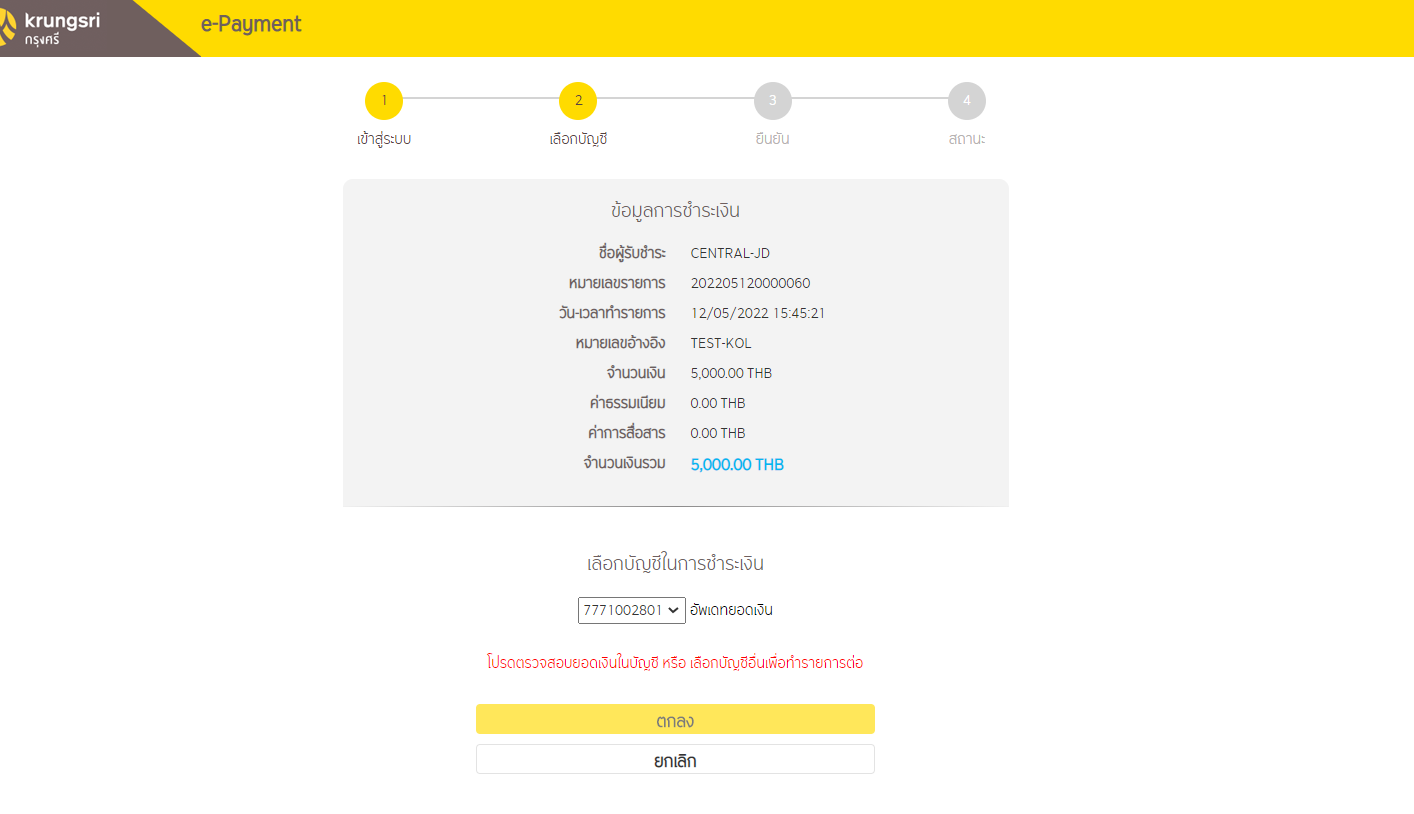 krungsri
กรุงศรี
e-Payment
1
2
3
4
เข้าสู่ระบบ
เลือกบัญชี
ยืนยัน
สถานะ
ข้อมูลการชำระเงิน
ชื่อผู้รับชำระ CENTRAL-JD
หมายเลขรายการ 202205120000060
วัน-เวลาทำรายการ 12/05/2022 15:45:21
หมายเลขอ้างอิง TEST-KOL
จำนวนเงิน 5,000.00 THB
ค่าธรรมเนียม 0.00 THB
ค่าการสื่อสาร 0.00 THB
จำนวนเงินรวม 5,000.00 THB
เลือกบัญชีในการชำระเงิน
7771002801 อัพเดทยอดเงิน
โปรดตรวจสอบยอดเงินในบัญชี หรือ เลือกบัญชีอื่นเพื่อทำรายการต่อ
ตกลง
ยกเลิก